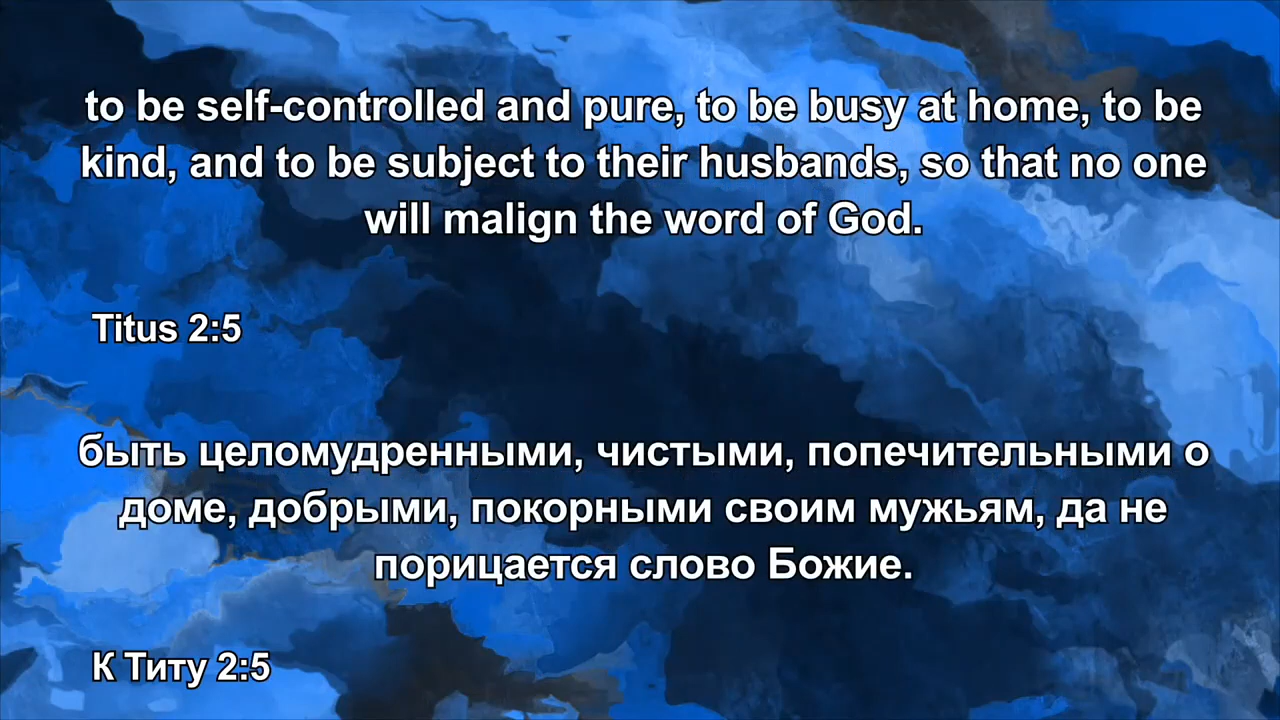 to be self-controlled and pure, to be busy at home, to be
kind, and to be subject to their husbands, so that no one
will malign the word of God.
Titus 2:5
быть целомудренными, чистыми, попечительными о
доме, добрыми, покорными своим мужьям, да не
порицается слово Божие.
К Титу 2:5